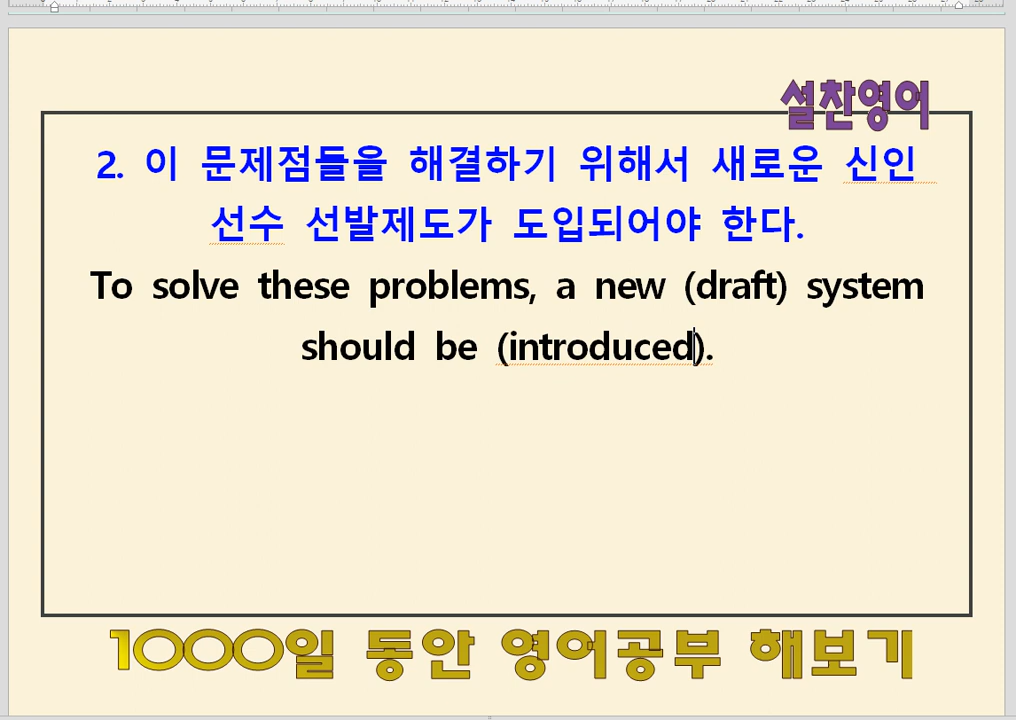 설찬영어
2. 이 문제점들을 해결하기 위해서 새로운 신인
선수 선발제도가 도입되어야 한다.
To solve these problems, a new (draft) system
should be (introduced).
1000일 동안 영어공부 해보기